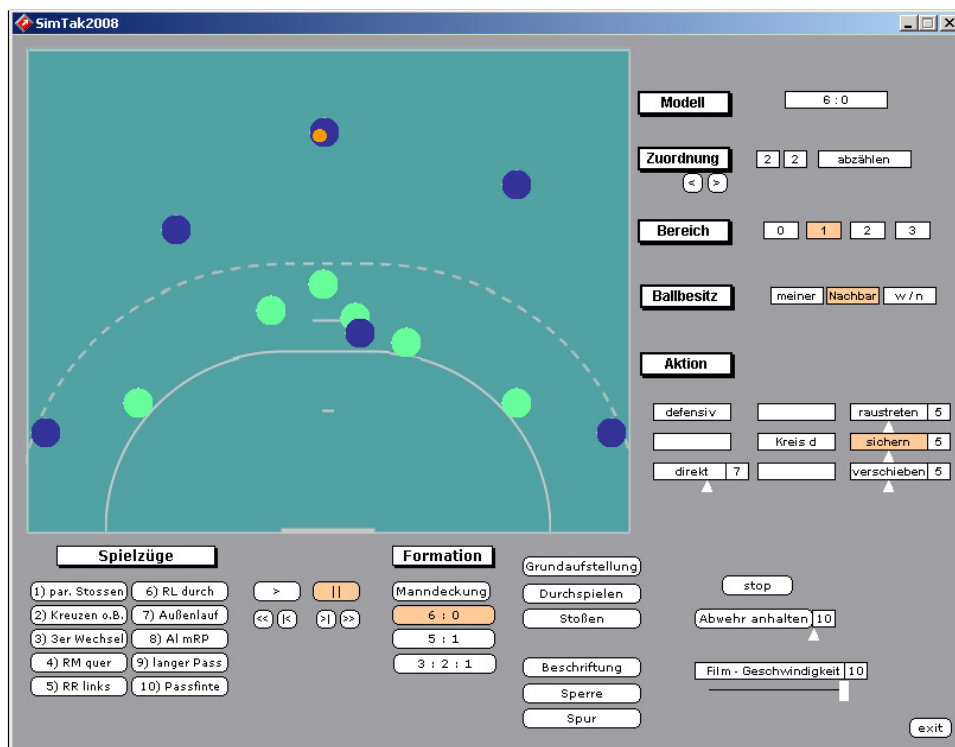 SimTak2008
Modell 6 : 0
Zuordnung 2 2 abzählen
< >
Bereich 0 1 2 3
Ballbesitz meiner Nachbar w / n
Aktion
defensiv raustreten 5
Kreis d sichern 5
direkt 7 verschieben 5
Spielzüge
1) par. Stossen 6) RL durch
2) Kreuzen o.B. 7) Außenlauf
3) 3er Wechsel 8) Al mRP
4) RM quer 9) langer Pass
5) RR links 10) Passfinte
> ||
<< |< >| >>
Formation
Manndeckung
6 : 0
5 : 1
3 : 2 : 1
Grundaufstellung
Durchspielen
Stoßen
Beschriftung
Sperre
Spur
stop
Abwehr anhalten 10
Film - Geschwindigkeit 10
exit